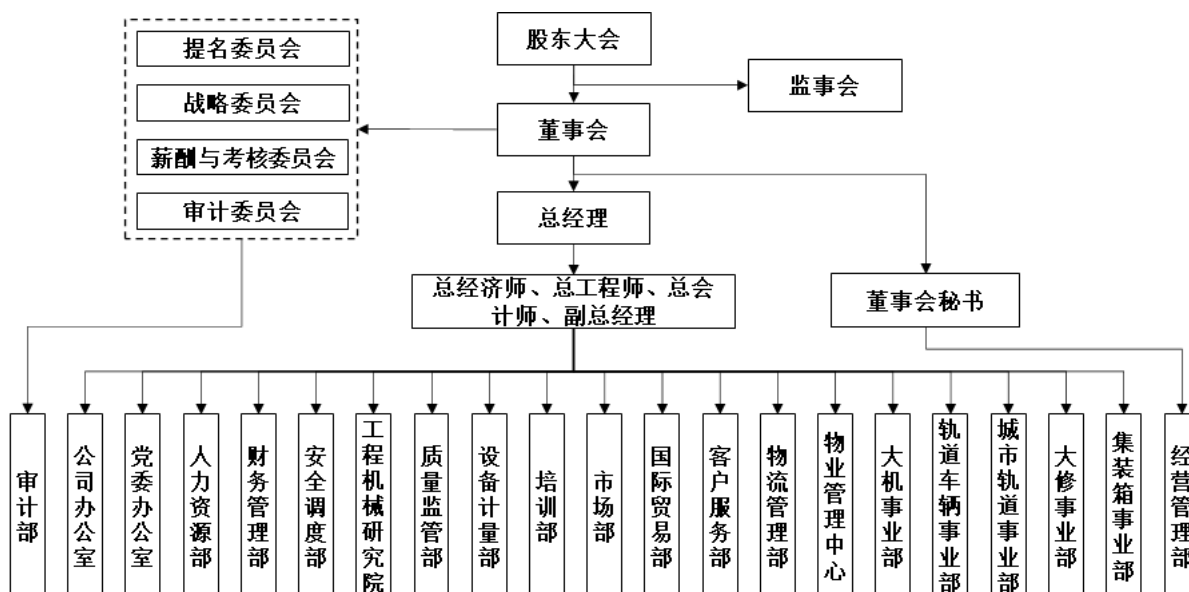 提名委员会
战略委员会
薪酬与考核委员会
审计委员会
股东大会
监事会
董事会
总经理
总经济师、总工程师、总会
计师、副总经理
董事会秘书
审计部
公司办公室
党委办公室
人力资源部
财务管理部
安全调度部
工程机械研究院
质量监管部
设备计量部
培训部
市场部
国际贸易部
客户服务部
物流管理部
物业管理中心
大机事业部
轨道车辆事业部
城市轨道事业部
大修事业部
集装箱事业部
经营管理部